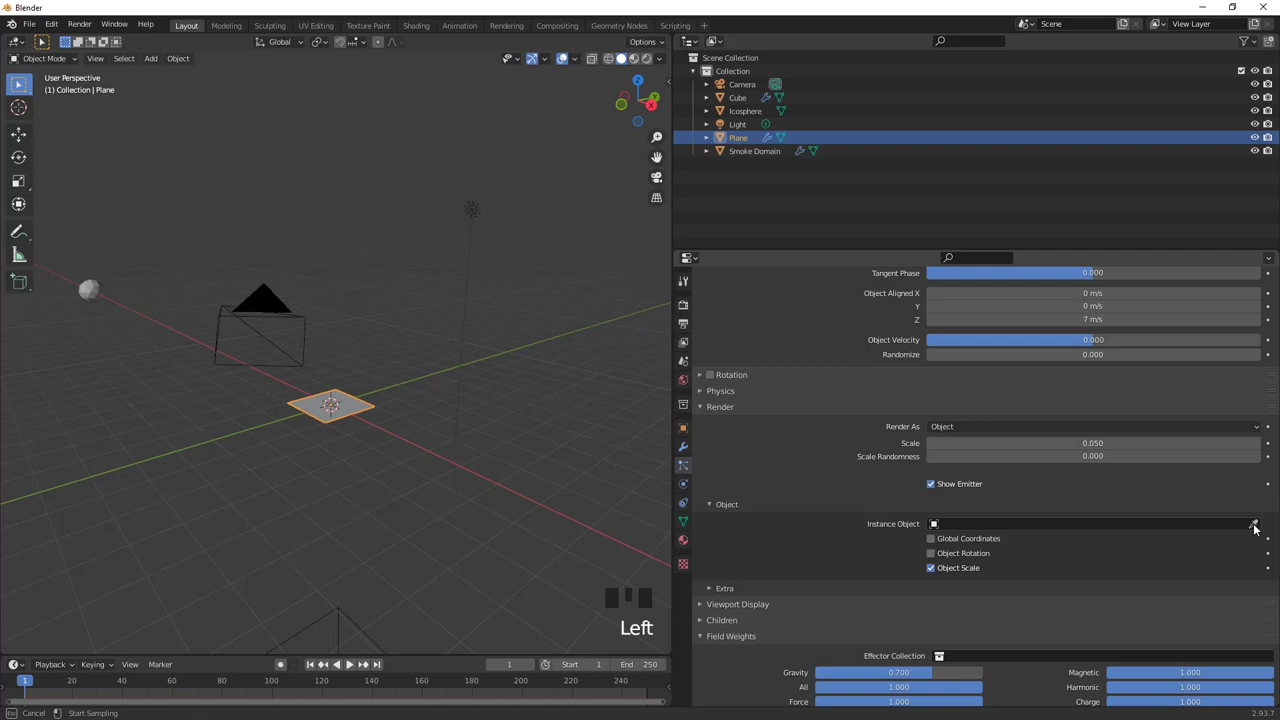 Blender
File Edit Render Window Help Layout Modeling Sculpting UV Editing Texture Paint Shading Animation Rendering Compositing Geometry Nodes Scripting + Scene View Layer
Global Options
Object Mode View Select Add Object
User Perspective
(1) Collection | Plane
Z
Y
X
Scene Collection
Collection
Camera
Cube
Icosphere
Light
Plane
Smoke Domain
Tangent Phase 0.000
Object Aligned X 0 m/s
Y 0 m/s
Z 7 m/s
Object Velocity 0.000
Randomize 0.000
Rotation
Physics
Render
Render As Object
Scale 0.050
Scale Randomness 0.000
Show Emitter
Object
Instance Object
Global Coordinates
Object Rotation
Object Scale
Extra
Viewport Display
Children
Field Weights
Effector Collection
Gravity 0.700 Magnetic 1.000
All 1.000 Harmonic 1.000
Force 1.000 Charge 1.000
Left
Playback Keying View Marker 1 Start 1 End 250
1 20 40 60 80 100 120 140 160 180 200 220 240
Esc Cancel Start Sampling 2.93.7